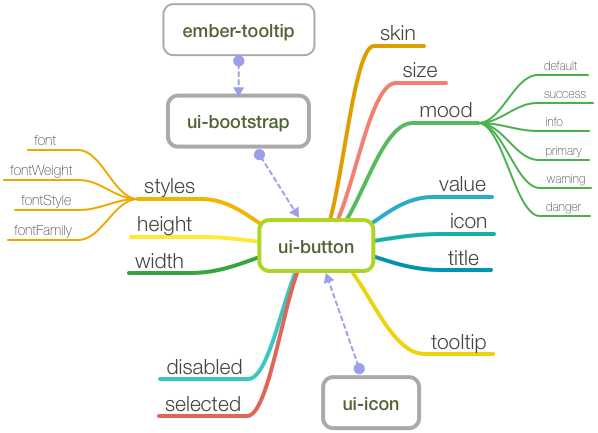 ember-tooltip
ui-bootstrap
ui-button
ui-icon
skin
size
mood
default
success
info
primary
warning
danger
value
icon
title
tooltip
styles
font
fontWeight
fontStyle
fontFamily
height
width
disabled
selected